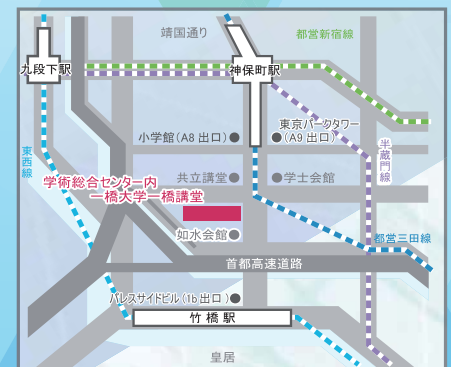 靖国通り
都営新宿線
九段下駅
神保町駅
小学館（A8 出口）
東京パークタワー
（A9 出口）
東西線
半蔵門線
共立講堂
学士会館
学術総合センター内
一橋大学一橋講堂
如水会館
都営三田線
首都高速道路
パレスサイドビル（1b 出口）
竹橋駅
皇居